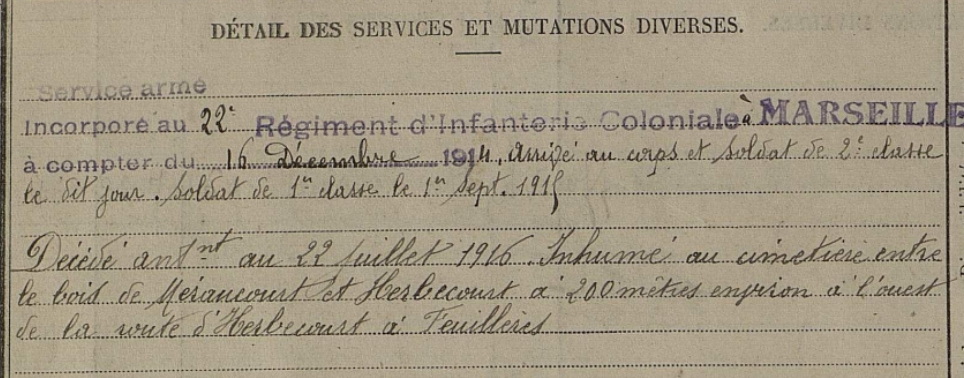 DÉTAIL DES SERVICES ET MUTATIONS DIVERSES.
Service armé
Incorporé au 22e Régiment d'Infanterie Coloniale à MARSEILLE
à compter du 16 Décembre 1914, arrivé au corps et soldat de 2e classe
le dit jour. Soldat de 1re classe le 1er Sept. 1915
Décédé antnt au 22 juillet 1916. Inhumé au cimetière entre
le bois de Méraucourt et Herbecourt à 200 mètres environ à l'ouest
de la route d'Herbecourt à Feuillères